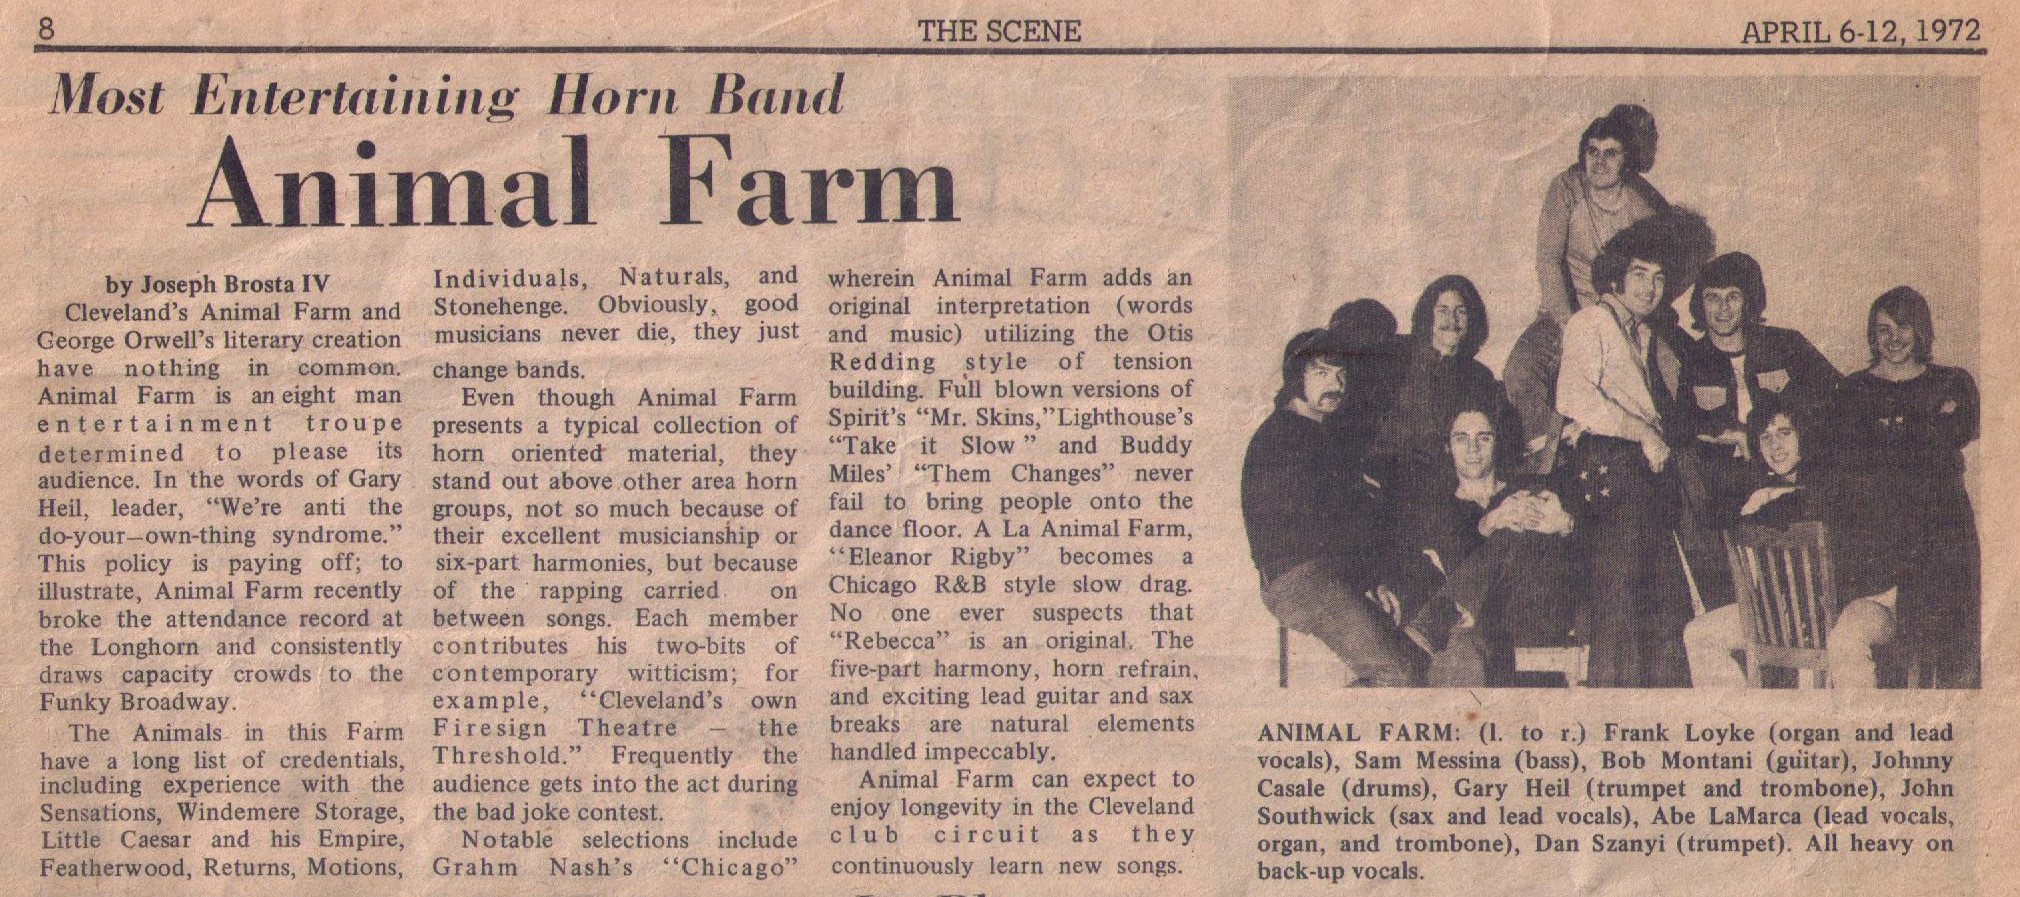 8
THE SCENE
APRIL 6-12, 1972
Most Entertaining Horn Band
Animal Farm
by Joseph Brosta IV
Cleveland's Animal Farm and
George Orwell's literary creation
have nothing in common.
Animal Farm is an eight man
entertainment troupe
determined to please its
audience. In the words of Gary
Heil, leader, "We're anti the
do-your—own-thing syndrome."
This policy is paying off; to
illustrate, Animal Farm recently
broke the attendance record at
the Longhorn and consistently
draws capacity crowds to the
Funky Broadway.
The Animals in this Farm
have a long list of credentials,
including experience with the
Sensations, Windemere Storage,
Little Caesar and his Empire,
Featherwood, Returns, Motions,
Individuals, Naturals, and
Stonehenge. Obviously, good
musicians never die, they just
change bands.
Even though Animal Farm
presents a typical collection of
horn oriented material, they
stand out above other area horn
groups, not so much because of
their excellent musicianship or
six-part harmonies, but because
of the rapping carried on
between songs. Each member
contributes his two-bits of
contemporary witticism; for
example, "Cleveland's own
Firesign Theatre — the
Threshold." Frequently the
audience gets into the act during
the bad joke contest.
Notable selections include
Grahm Nash's "Chicago"
wherein Animal Farm adds an
original interpretation (words
and music) utilizing the Otis
Redding style of tension
building. Full blown versions of
Spirit's "Mr. Skins," Lighthouse's
"Take it Slow" and Buddy
Miles' "Them Changes" never
fail to bring people onto the
dance floor. A La Animal Farm,
"Eleanor Rigby" becomes a
Chicago R&B style slow drag.
No one ever suspects that
"Rebecca" is an original. The
five-part harmony, horn refrain,
and exciting lead guitar and sax
breaks are natural elements
handled impeccably.
Animal Farm can expect to
enjoy longevity in the Cleveland
club circuit as they
continuously learn new songs.
ANIMAL FARM: (l. to r.) Frank Loyke (organ and lead
vocals), Sam Messina (bass), Bob Montani (guitar), Johnny
Casale (drums), Gary Heil (trumpet and trombone), John
Southwick (sax and lead vocals), Abe LaMarca (lead vocals,
organ, and trombone), Dan Szanyi (trumpet). All heavy on
back-up vocals.